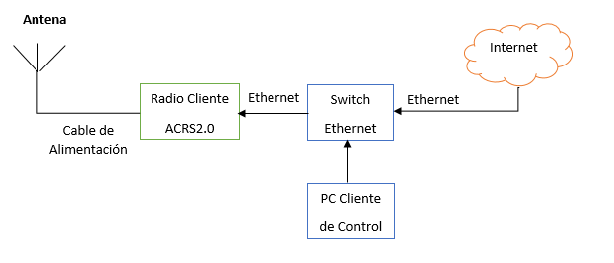 Antena
Internet
Radio Cliente
ACRS2.0
Ethernet
Switch
Ethernet
Ethernet
Cable de
Alimentación
PC Cliente
de Control